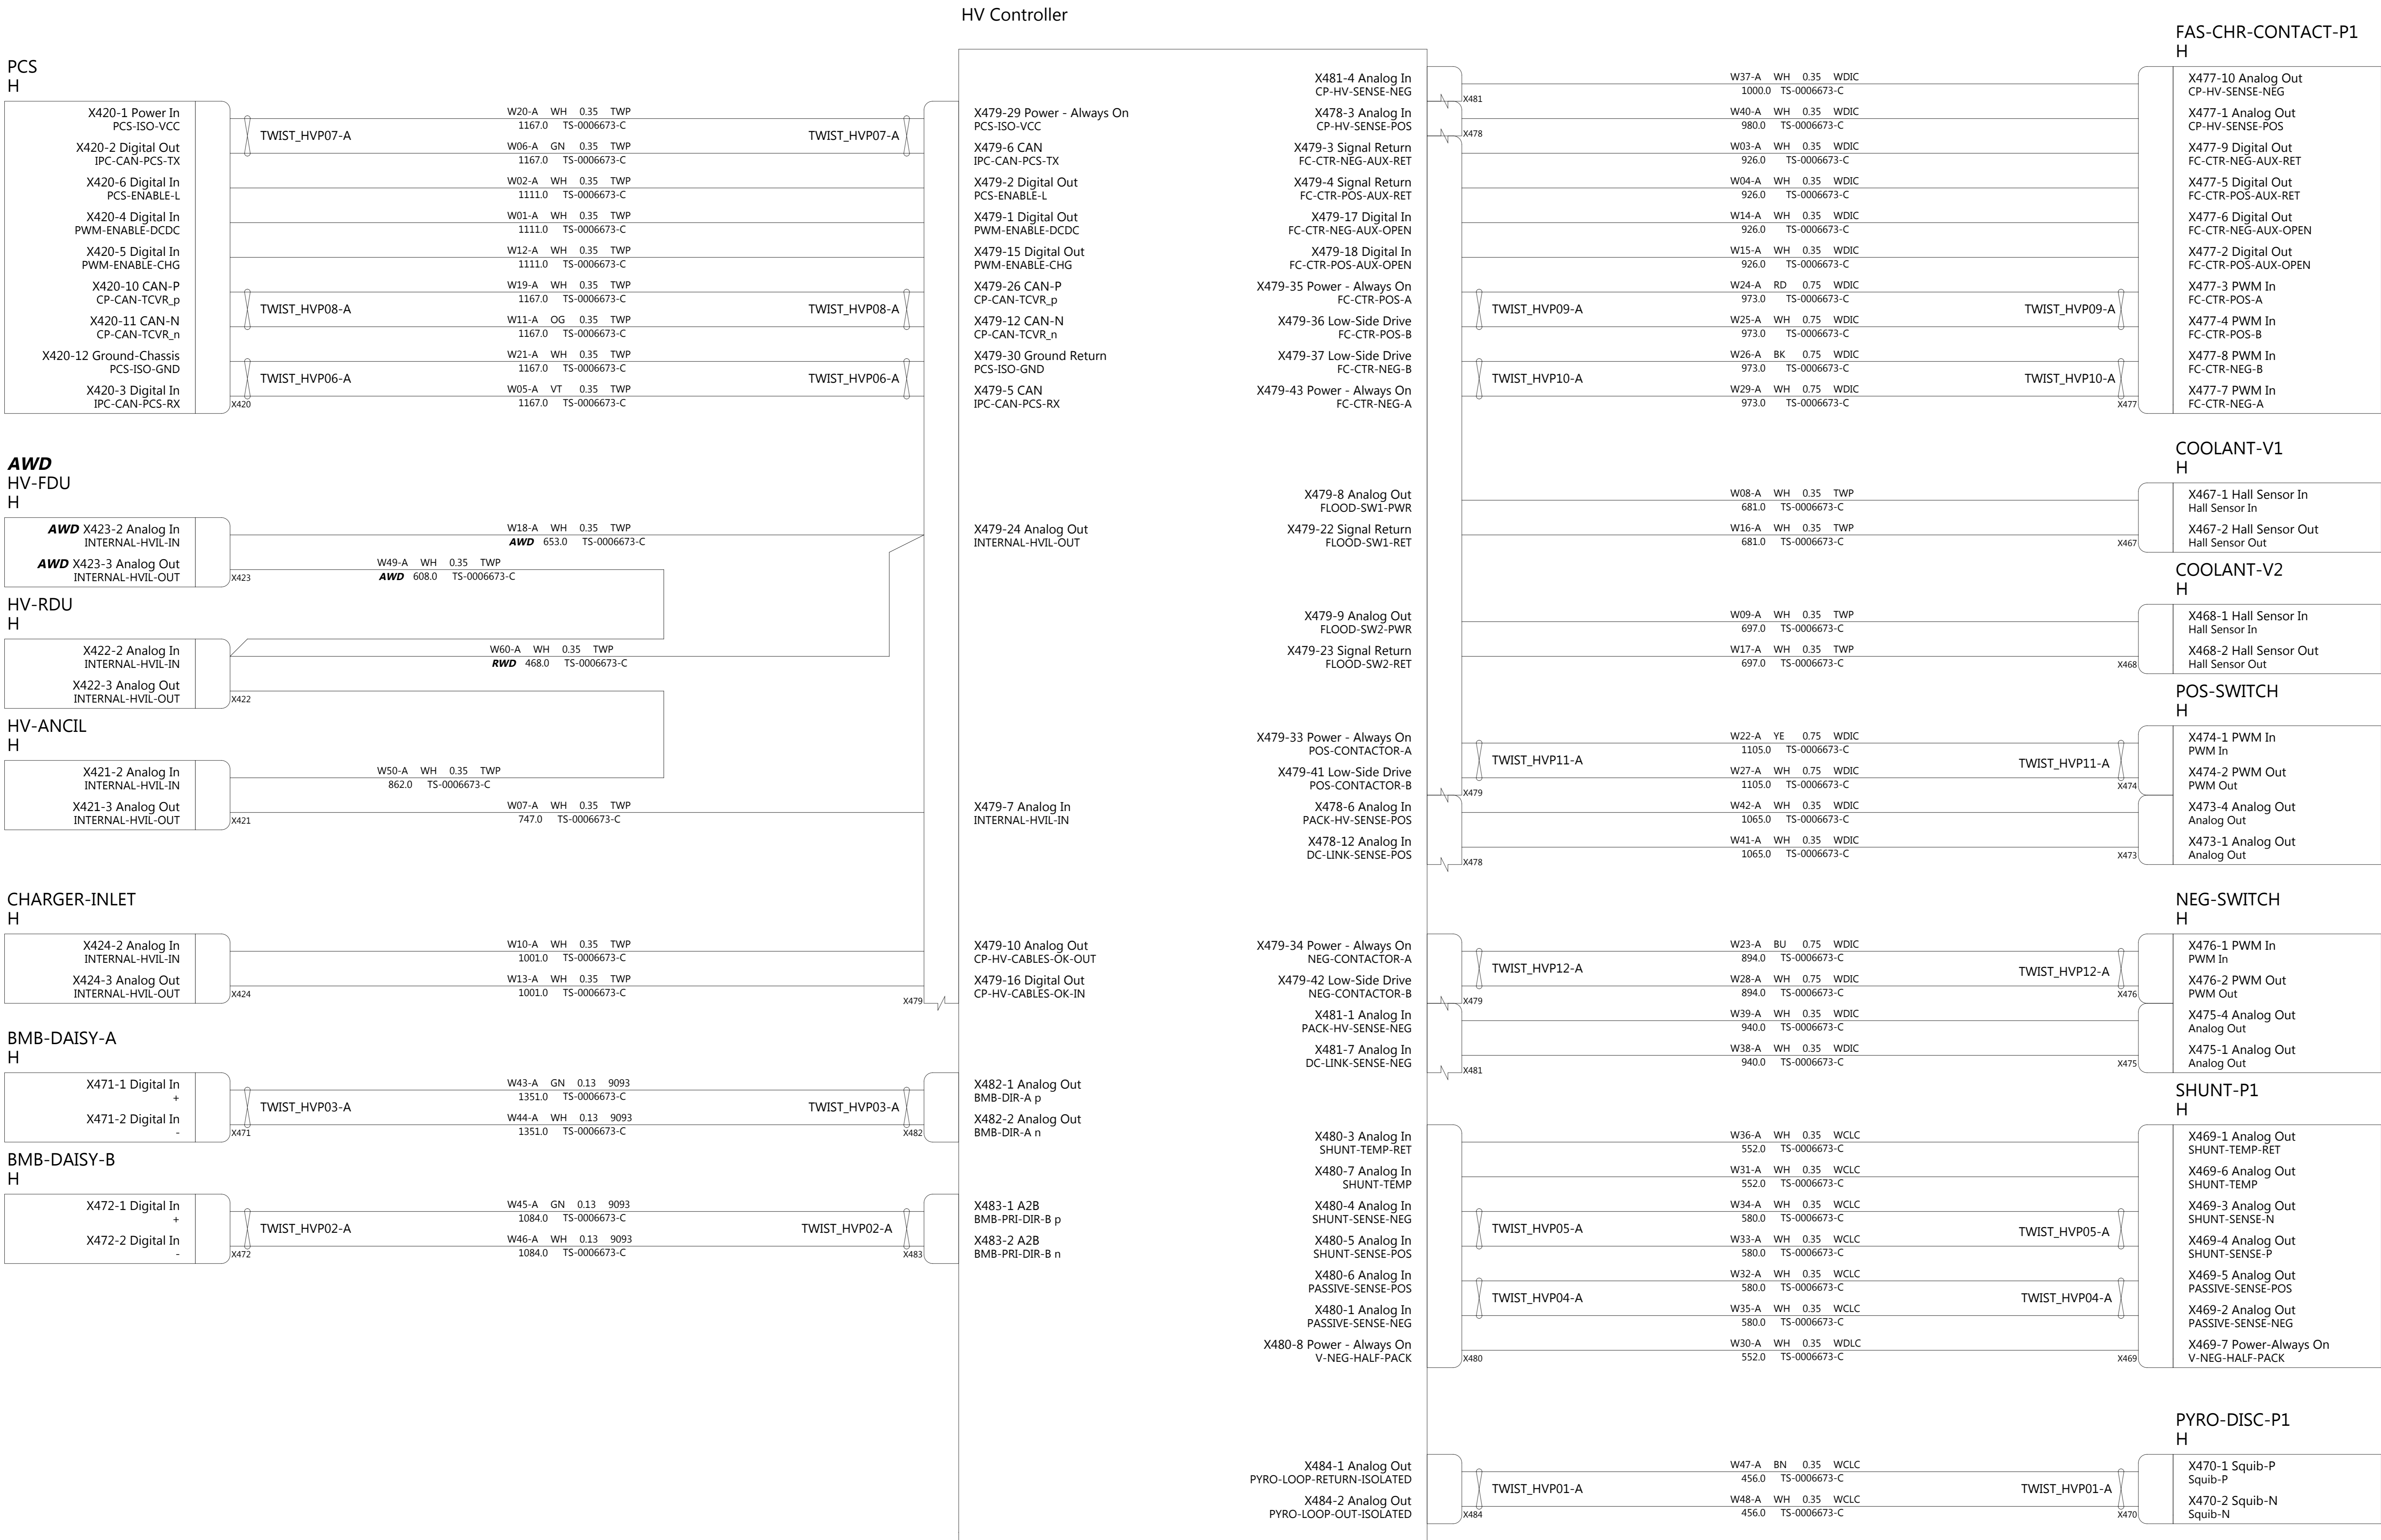 HV Controller
PCS
H
X420-1 Power In
PCS-ISO-VCC
X420-2 Digital Out
IPC-CAN-PCS-TX
X420-6 Digital In
PCS-ENABLE-L
X420-4 Digital In
PWM-ENABLE-DCDC
X420-5 Digital In
PWM-ENABLE-CHG
X420-10 CAN-P
CP-CAN-TCVR_p
X420-11 CAN-N
CP-CAN-TCVR_n
X420-12 Ground-Chassis
PCS-ISO-GND
X420-3 Digital In
IPC-CAN-PCS-RX
X420
TWIST_HVP07-A
TWIST_HVP08-A
TWIST_HVP06-A
W20-A WH 0.35 TWP
1167.0 TS-0006673-C
W06-A GN 0.35 TWP
1167.0 TS-0006673-C
W02-A WH 0.35 TWP
1111.0 TS-0006673-C
W01-A WH 0.35 TWP
1111.0 TS-0006673-C
W12-A WH 0.35 TWP
1111.0 TS-0006673-C
W19-A WH 0.35 TWP
1167.0 TS-0006673-C
W11-A OG 0.35 TWP
1167.0 TS-0006673-C
W21-A WH 0.35 TWP
1167.0 TS-0006673-C
W05-A VT 0.35 TWP
1167.0 TS-0006673-C
TWIST_HVP07-A
TWIST_HVP08-A
TWIST_HVP06-A
X479-29 Power - Always On
PCS-ISO-VCC
X479-6 CAN
IPC-CAN-PCS-TX
X479-2 Digital Out
PCS-ENABLE-L
X479-1 Digital Out
PWM-ENABLE-DCDC
X479-15 Digital Out
PWM-ENABLE-CHG
X479-26 CAN-P
CP-CAN-TCVR_p
X479-12 CAN-N
CP-CAN-TCVR_n
X479-30 Ground Return
PCS-ISO-GND
X479-5 CAN
IPC-CAN-PCS-RX
AWD
HV-FDU
H
AWD X423-2 Analog In
INTERNAL-HVIL-IN
AWD X423-3 Analog Out
INTERNAL-HVIL-OUT
X423
W18-A WH 0.35 TWP
AWD 653.0 TS-0006673-C
W49-A WH 0.35 TWP
AWD 608.0 TS-0006673-C
X479-24 Analog Out
INTERNAL-HVIL-OUT
HV-RDU
H
X422-2 Analog In
INTERNAL-HVIL-IN
X422-3 Analog Out
INTERNAL-HVIL-OUT
X422
W60-A WH 0.35 TWP
RWD 468.0 TS-0006673-C
HV-ANCIL
H
X421-2 Analog In
INTERNAL-HVIL-IN
X421-3 Analog Out
INTERNAL-HVIL-OUT
X421
W50-A WH 0.35 TWP
862.0 TS-0006673-C
W07-A WH 0.35 TWP
747.0 TS-0006673-C
X479-7 Analog In
INTERNAL-HVIL-IN
CHARGER-INLET
H
X424-2 Analog In
INTERNAL-HVIL-IN
X424-3 Analog Out
INTERNAL-HVIL-OUT
X424
W10-A WH 0.35 TWP
1001.0 TS-0006673-C
W13-A WH 0.35 TWP
1001.0 TS-0006673-C
X479
X479-10 Analog Out
CP-HV-CABLES-OK-OUT
X479-16 Digital Out
CP-HV-CABLES-OK-IN
BMB-DAISY-A
H
X471-1 Digital In
+
X471-2 Digital In
-
X471
TWIST_HVP03-A
W43-A GN 0.13 9093
1351.0 TS-0006673-C
W44-A WH 0.13 9093
1351.0 TS-0006673-C
TWIST_HVP03-A
X482
X482-1 Analog Out
BMB-DIR-A p
X482-2 Analog Out
BMB-DIR-A n
BMB-DAISY-B
H
X472-1 Digital In
+
X472-2 Digital In
-
X472
TWIST_HVP02-A
W45-A GN 0.13 9093
1084.0 TS-0006673-C
W46-A WH 0.13 9093
1084.0 TS-0006673-C
TWIST_HVP02-A
X483
X483-1 A2B
BMB-PRI-DIR-B p
X483-2 A2B
BMB-PRI-DIR-B n
FAS-CHR-CONTACT-P1
H
X481-4 Analog In
CP-HV-SENSE-NEG
X478-3 Analog In
CP-HV-SENSE-POS
X479-3 Signal Return
FC-CTR-NEG-AUX-RET
X479-4 Signal Return
FC-CTR-POS-AUX-RET
X479-17 Digital In
FC-CTR-NEG-AUX-OPEN
X479-18 Digital In
FC-CTR-POS-AUX-OPEN
X479-35 Power - Always On
FC-CTR-POS-A
X479-36 Low-Side Drive
FC-CTR-POS-B
X479-37 Low-Side Drive
FC-CTR-NEG-B
X479-43 Power - Always On
FC-CTR-NEG-A
X481
X478
TWIST_HVP09-A
TWIST_HVP10-A
W37-A WH 0.35 WDIC
1000.0 TS-0006673-C
W40-A WH 0.35 WDIC
980.0 TS-0006673-C
W03-A WH 0.35 WDIC
926.0 TS-0006673-C
W04-A WH 0.35 WDIC
926.0 TS-0006673-C
W14-A WH 0.35 WDIC
926.0 TS-0006673-C
W15-A WH 0.35 WDIC
926.0 TS-0006673-C
W24-A RD 0.75 WDIC
973.0 TS-0006673-C
W25-A WH 0.75 WDIC
973.0 TS-0006673-C
W26-A BK 0.75 WDIC
973.0 TS-0006673-C
W29-A WH 0.75 WDIC
973.0 TS-0006673-C
TWIST_HVP09-A
TWIST_HVP10-A
X477
X477-10 Analog Out
CP-HV-SENSE-NEG
X477-1 Analog Out
CP-HV-SENSE-POS
X477-9 Digital Out
FC-CTR-NEG-AUX-RET
X477-5 Digital Out
FC-CTR-POS-AUX-RET
X477-6 Digital Out
FC-CTR-NEG-AUX-OPEN
X477-2 Digital Out
FC-CTR-POS-AUX-OPEN
X477-3 PWM In
FC-CTR-POS-A
X477-4 PWM In
FC-CTR-POS-B
X477-8 PWM In
FC-CTR-NEG-B
X477-7 PWM In
FC-CTR-NEG-A
COOLANT-V1
H
X479-8 Analog Out
FLOOD-SW1-PWR
X479-22 Signal Return
FLOOD-SW1-RET
W08-A WH 0.35 TWP
681.0 TS-0006673-C
W16-A WH 0.35 TWP
681.0 TS-0006673-C
X467
X467-1 Hall Sensor In
Hall Sensor In
X467-2 Hall Sensor Out
Hall Sensor Out
COOLANT-V2
H
X479-9 Analog Out
FLOOD-SW2-PWR
X479-23 Signal Return
FLOOD-SW2-RET
W09-A WH 0.35 TWP
697.0 TS-0006673-C
W17-A WH 0.35 TWP
697.0 TS-0006673-C
X468
X468-1 Hall Sensor In
Hall Sensor In
X468-2 Hall Sensor Out
Hall Sensor Out
POS-SWITCH
H
X479-33 Power - Always On
POS-CONTACTOR-A
X479-41 Low-Side Drive
POS-CONTACTOR-B
X478-6 Analog In
PACK-HV-SENSE-POS
X478-12 Analog In
DC-LINK-SENSE-POS
X479
X478
TWIST_HVP11-A
W22-A YE 0.75 WDIC
1105.0 TS-0006673-C
W27-A WH 0.75 WDIC
1105.0 TS-0006673-C
W42-A WH 0.35 WDIC
1065.0 TS-0006673-C
W41-A WH 0.35 WDIC
1065.0 TS-0006673-C
TWIST_HVP11-A
X474
X473
X474-1 PWM In
PWM In
X474-2 PWM Out
PWM Out
X473-4 Analog Out
Analog Out
X473-1 Analog Out
Analog Out
NEG-SWITCH
H
X479-34 Power - Always On
NEG-CONTACTOR-A
X479-42 Low-Side Drive
NEG-CONTACTOR-B
X481-1 Analog In
PACK-HV-SENSE-NEG
X481-7 Analog In
DC-LINK-SENSE-NEG
X479
X481
TWIST_HVP12-A
W23-A BU 0.75 WDIC
894.0 TS-0006673-C
W28-A WH 0.75 WDIC
894.0 TS-0006673-C
W39-A WH 0.35 WDIC
940.0 TS-0006673-C
W38-A WH 0.35 WDIC
940.0 TS-0006673-C
TWIST_HVP12-A
X476
X475
X476-1 PWM In
PWM In
X476-2 PWM Out
PWM Out
X475-4 Analog Out
Analog Out
X475-1 Analog Out
Analog Out
SHUNT-P1
H
X480-3 Analog In
SHUNT-TEMP-RET
X480-7 Analog In
SHUNT-TEMP
X480-4 Analog In
SHUNT-SENSE-NEG
X480-5 Analog In
SHUNT-SENSE-POS
X480-6 Analog In
PASSIVE-SENSE-POS
X480-1 Analog In
PASSIVE-SENSE-NEG
X480-8 Power - Always On
V-NEG-HALF-PACK
X480
TWIST_HVP05-A
TWIST_HVP04-A
W36-A WH 0.35 WCLC
552.0 TS-0006673-C
W31-A WH 0.35 WCLC
552.0 TS-0006673-C
W34-A WH 0.35 WCLC
580.0 TS-0006673-C
W33-A WH 0.35 WCLC
580.0 TS-0006673-C
W32-A WH 0.35 WCLC
580.0 TS-0006673-C
W35-A WH 0.35 WCLC
580.0 TS-0006673-C
W30-A WH 0.35 WDLC
552.0 TS-0006673-C
TWIST_HVP05-A
TWIST_HVP04-A
X469
X469-1 Analog Out
SHUNT-TEMP-RET
X469-6 Analog Out
SHUNT-TEMP
X469-3 Analog Out
SHUNT-SENSE-N
X469-4 Analog Out
SHUNT-SENSE-P
X469-5 Analog Out
PASSIVE-SENSE-POS
X469-2 Analog Out
PASSIVE-SENSE-NEG
X469-7 Power-Always On
V-NEG-HALF-PACK
PYRO-DISC-P1
H
X484-1 Analog Out
PYRO-LOOP-RETURN-ISOLATED
X484-2 Analog Out
PYRO-LOOP-OUT-ISOLATED
X484
TWIST_HVP01-A
W47-A BN 0.35 WCLC
456.0 TS-0006673-C
W48-A WH 0.35 WCLC
456.0 TS-0006673-C
TWIST_HVP01-A
X470
X470-1 Squib-P
Squib-P
X470-2 Squib-N
Squib-N